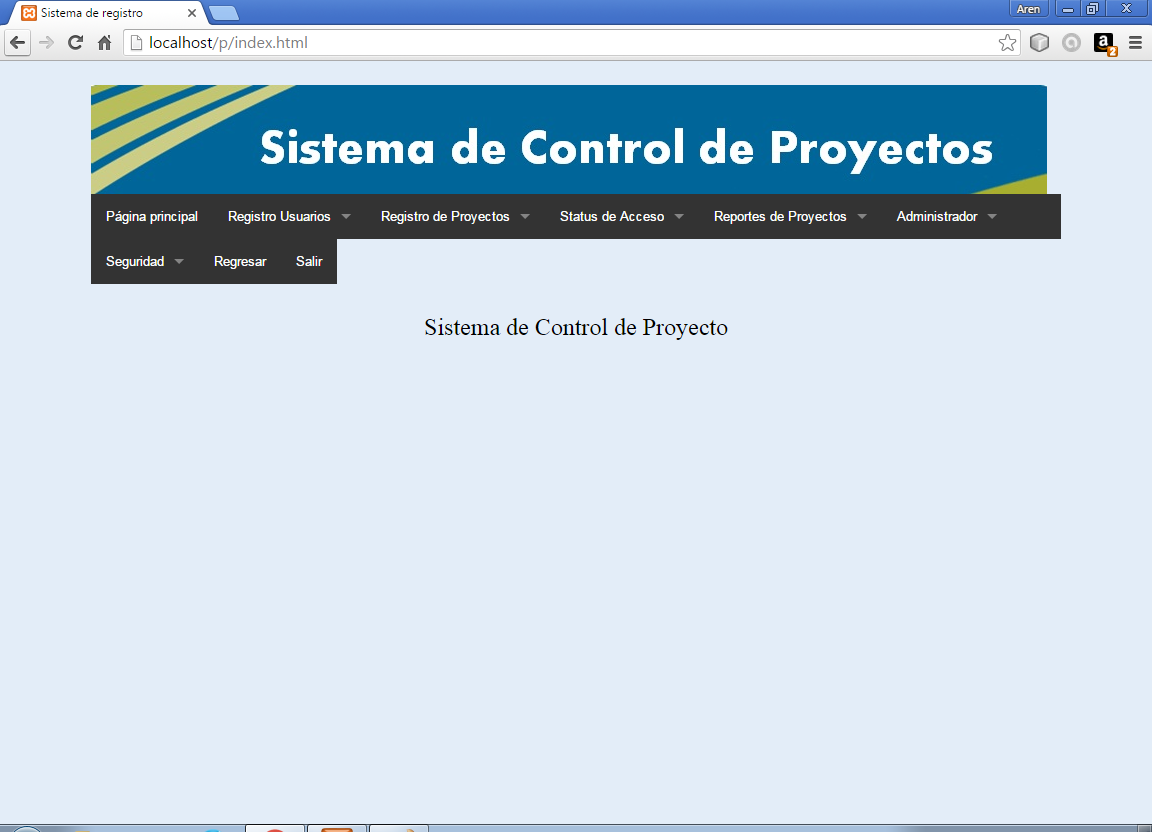 Sistema de registro
Aren
localhost/p/index.html
a
2
Sistema de Control de Proyectos
Página principal Registro Usuarios Registro de Proyectos Status de Acceso Reportes de Proyectos Administrador
Seguridad Regresar Salir
Sistema de Control de Proyecto